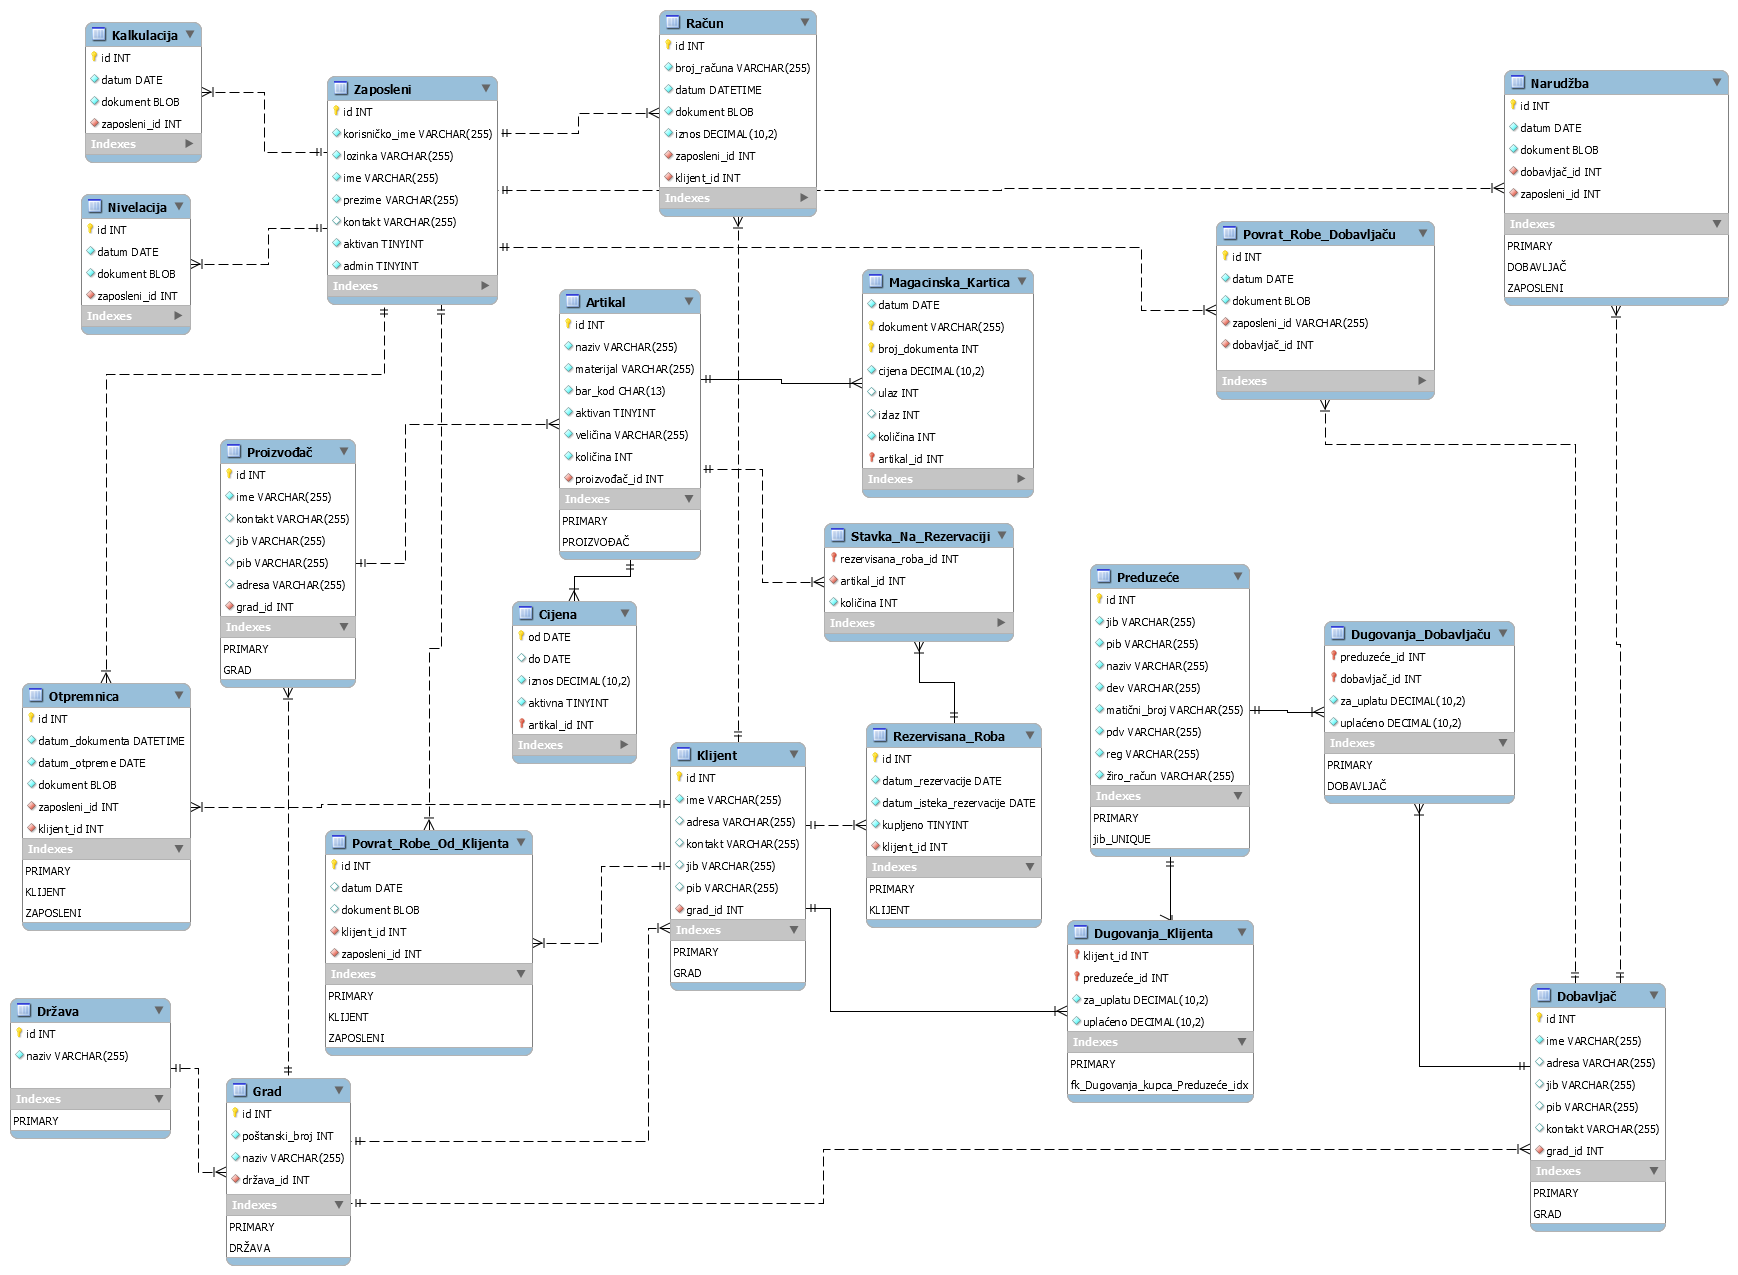 Kalkulacija
id INT
datum DATE
dokument BLOB
zaposleni_id INT
Indexes
Nivelacija
id INT
datum DATE
dokument BLOB
zaposleni_id INT
Indexes
Zaposleni
id INT
korisničko_ime VARCHAR(255)
lozinka VARCHAR(255)
ime VARCHAR(255)
prezime VARCHAR(255)
kontakt VARCHAR(255)
aktivan TINYINT
admin TINYINT
Indexes
Račun
id INT
broj_računa VARCHAR(255)
datum DATETIME
dokument BLOB
iznos DECIMAL(10,2)
zaposleni_id INT
klijent_id INT
Indexes
Narudžba
id INT
datum DATE
dokument BLOB
dobavljač_id INT
zaposleni_id INT
Indexes
PRIMARY
DOBAVLJAČ
ZAPOSLENI
Povrat_Robe_Dobavljaču
id INT
datum DATE
dokument BLOB
zaposleni_id VARCHAR(255)
dobavljač_id INT
Indexes
Artikal
id INT
naziv VARCHAR(255)
materijal VARCHAR(255)
bar_kod CHAR(13)
aktivan TINYINT
veličina VARCHAR(255)
količina INT
proizvođač_id INT
Indexes
PRIMARY
PROIZVOĐAČ
Magacinska_Kartica
datum DATE
dokument VARCHAR(255)
broj_dokumenta INT
cijena DECIMAL(10,2)
ulaz INT
izlaz INT
količina INT
artikal_id INT
Indexes
Proizvođač
id INT
ime VARCHAR(255)
kontakt VARCHAR(255)
jib VARCHAR(255)
pib VARCHAR(255)
adresa VARCHAR(255)
grad_id INT
Indexes
PRIMARY
GRAD
Stavka_Na_Rezervaciji
rezervisana_roba_id INT
artikal_id INT
količina INT
Indexes
Cijena
od DATE
do DATE
iznos DECIMAL(10,2)
aktivna TINYINT
artikal_id INT
Indexes
Preduzeće
id INT
jib VARCHAR(255)
pib VARCHAR(255)
naziv VARCHAR(255)
dev VARCHAR(255)
matični_broj VARCHAR(255)
pdv VARCHAR(255)
reg VARCHAR(255)
žiro_račun VARCHAR(255)
Indexes
PRIMARY
jib_UNIQUE
Dugovanja_Dobavljaču
preduzeće_id INT
dobavljač_id INT
za_uplatu DECIMAL(10,2)
uplaćeno DECIMAL(10,2)
Indexes
PRIMARY
DOBAVLJAČ
Otpremnica
id INT
datum_dokumenta DATETIME
datum_otpreme DATE
dokument BLOB
zaposleni_id INT
klijent_id INT
Indexes
PRIMARY
KLIJENT
ZAPOSLENI
Klijent
id INT
ime VARCHAR(255)
adresa VARCHAR(255)
kontakt VARCHAR(255)
jib VARCHAR(255)
pib VARCHAR(255)
grad_id INT
Indexes
PRIMARY
GRAD
Rezervisana_Roba
id INT
datum_rezervacije DATE
datum_isteka_rezervacije DATE
kupljeno TINYINT
klijent_id INT
Indexes
PRIMARY
KLIJENT
Povrat_Robe_Od_Klijenta
id INT
datum DATE
dokument BLOB
klijent_id INT
zaposleni_id INT
Indexes
PRIMARY
KLIJENT
ZAPOSLENI
Dugovanja_Klijenta
klijent_id INT
preduzeće_id INT
za_uplatu DECIMAL(10,2)
uplaćeno DECIMAL(10,2)
Indexes
PRIMARY
fk_Dugovanja_kupca_Preduzeće_idx
Država
id INT
naziv VARCHAR(255)
Indexes
PRIMARY
Grad
id INT
poštanski_broj INT
naziv VARCHAR(255)
država_id INT
Indexes
PRIMARY
DRŽAVA
Dobavljač
id INT
ime VARCHAR(255)
adresa VARCHAR(255)
jib VARCHAR(255)
pib VARCHAR(255)
kontakt VARCHAR(255)
grad_id INT
Indexes
PRIMARY
GRAD